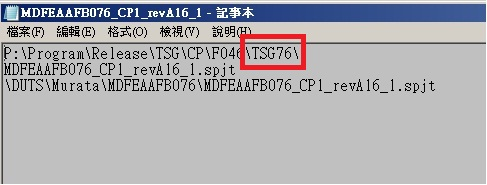 MDFEAAFB076_CP1_revA16_1 - 記事本
檔案(F) 編輯(E) 格式(O) 檢視(V) 說明(H)
P:\Program\Release\TSG\CP\F046\TSG76\
MDFEAAFB076_CP1_revA16_1.spjt
\DUTS\Murata\MDFEAAFB076\MDFEAAFB076_CP1_revA16_1.spjt